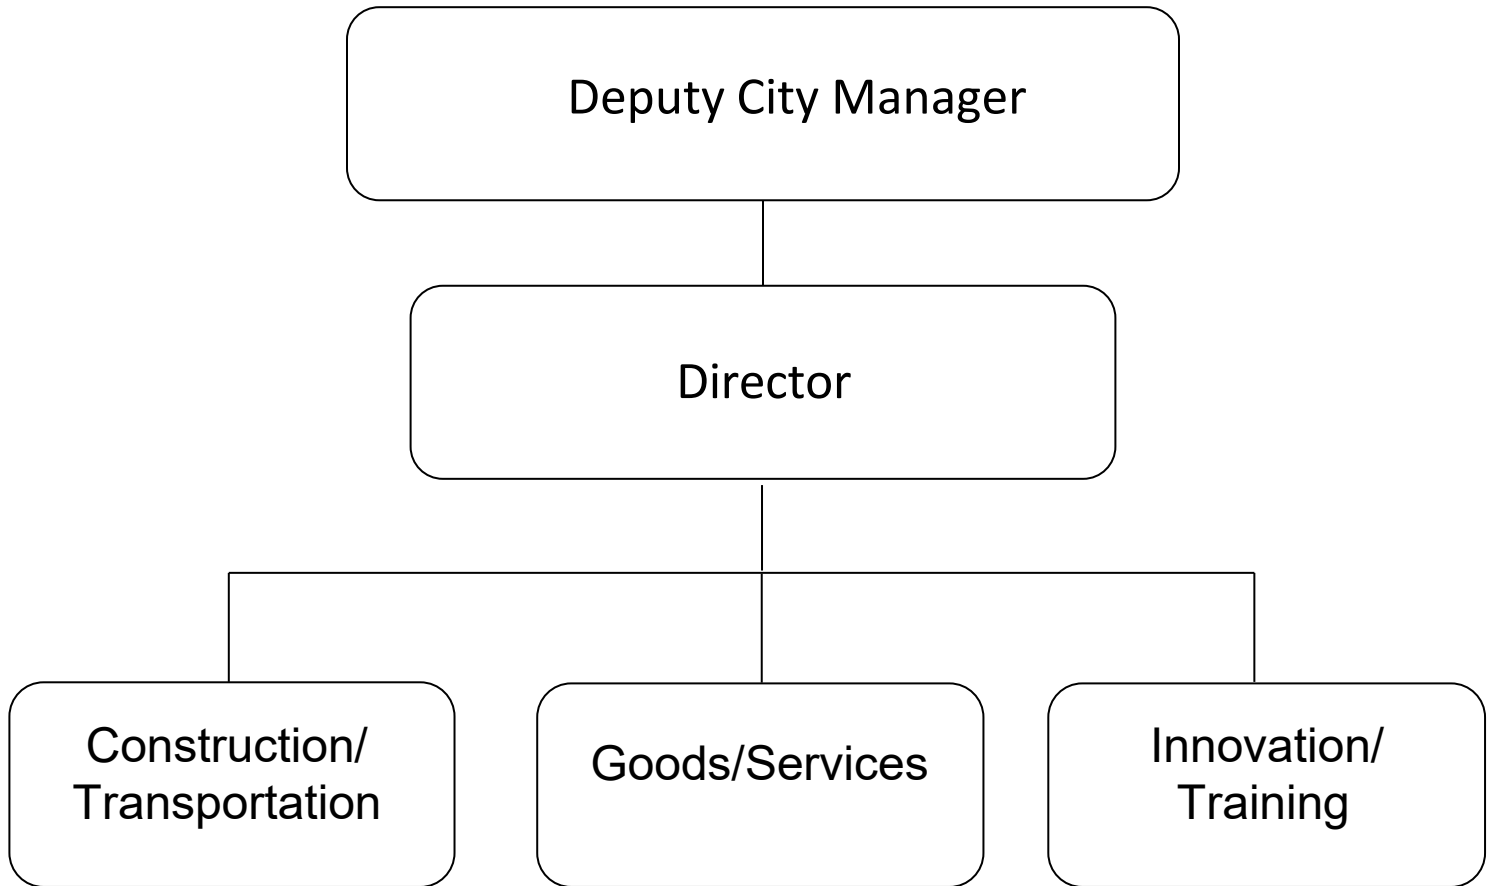 Deputy City Manager
Director
Construction/
Transportation
Goods/Services
Innovation/
Training